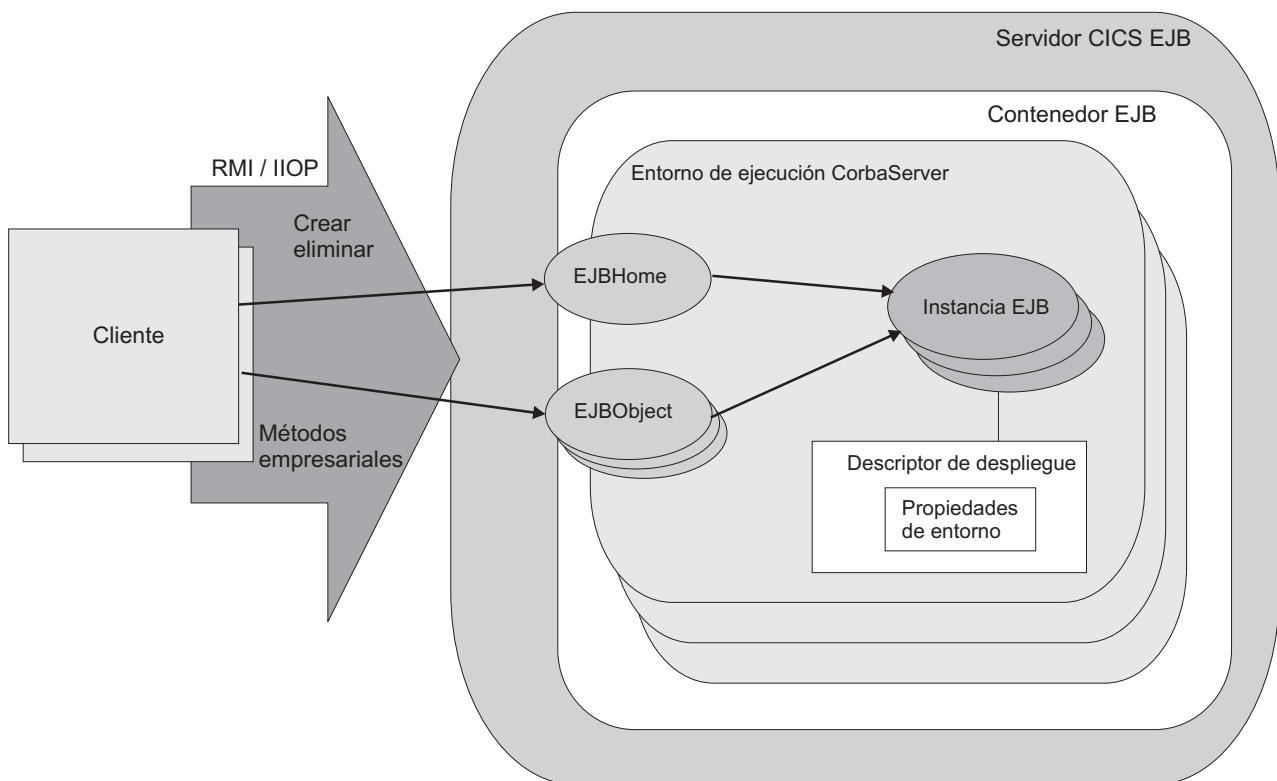 Servidor CICS EJB
Contenedor EJB
RMI / IIOP
Entorno de ejecución CorbaServer
Crear
eliminar
EJBHome
Cliente
Instancia EJB
EJBObject
Métodos
empresariales
Descriptor de despliegue
Propiedades
de entorno